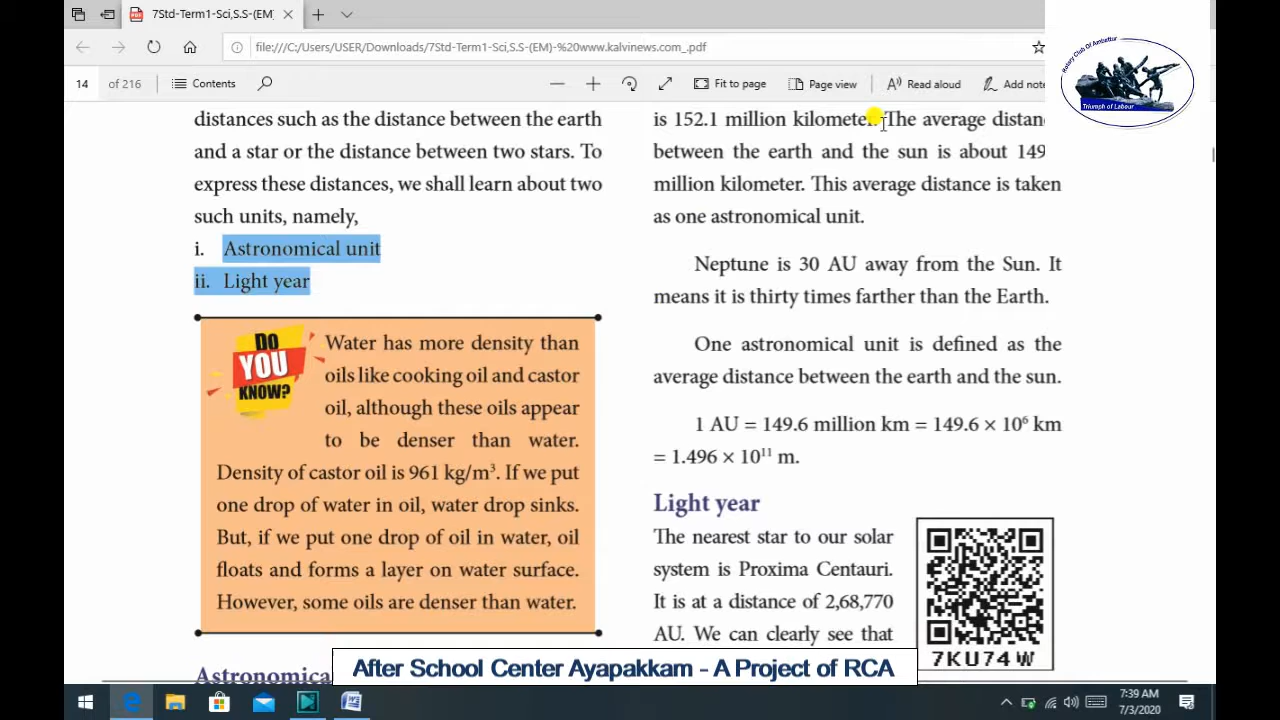 7Std-Term1-Sci,S.S-(EM)
file:///C:/Users/USER/Downloads/7Std-Term1-Sci,S.S-(EM)-%20www.kalvinews.com_.pdf
14 of 216 Contents Fit to page Page view Read aloud Add note
Rotary Club Of Ambattur
Triumph of Labour
distances such as the distance between the earth
and a star or the distance between two stars. To
express these distances, we shall learn about two
such units, namely,
i. Astronomical unit
ii. Light year
DO
YOU
KNOW?
Water has more density than
oils like cooking oil and castor
oil, although these oils appear
to be denser than water.
Density of castor oil is 961 kg/m³. If we put
one drop of water in oil, water drop sinks.
But, if we put one drop of oil in water, oil
floats and forms a layer on water surface.
However, some oils are denser than water.
Astronomica
is 152.1 million kilometer. The average distan
between the earth and the sun is about 149
million kilometer. This average distance is taken
as one astronomical unit.
Neptune is 30 AU away from the Sun. It
means it is thirty times farther than the Earth.
One astronomical unit is defined as the
average distance between the earth and the sun.
1 AU = 149.6 million km = 149.6 × 10⁶ km
= 1.496 × 10¹¹ m.
Light year
The nearest star to our solar
system is Proxima Centauri.
It is at a distance of 2,68,770
AU. We can clearly see that
7KU74W
After School Center Ayapakkam - A Project of RCA
7:39 AM
7/3/2020